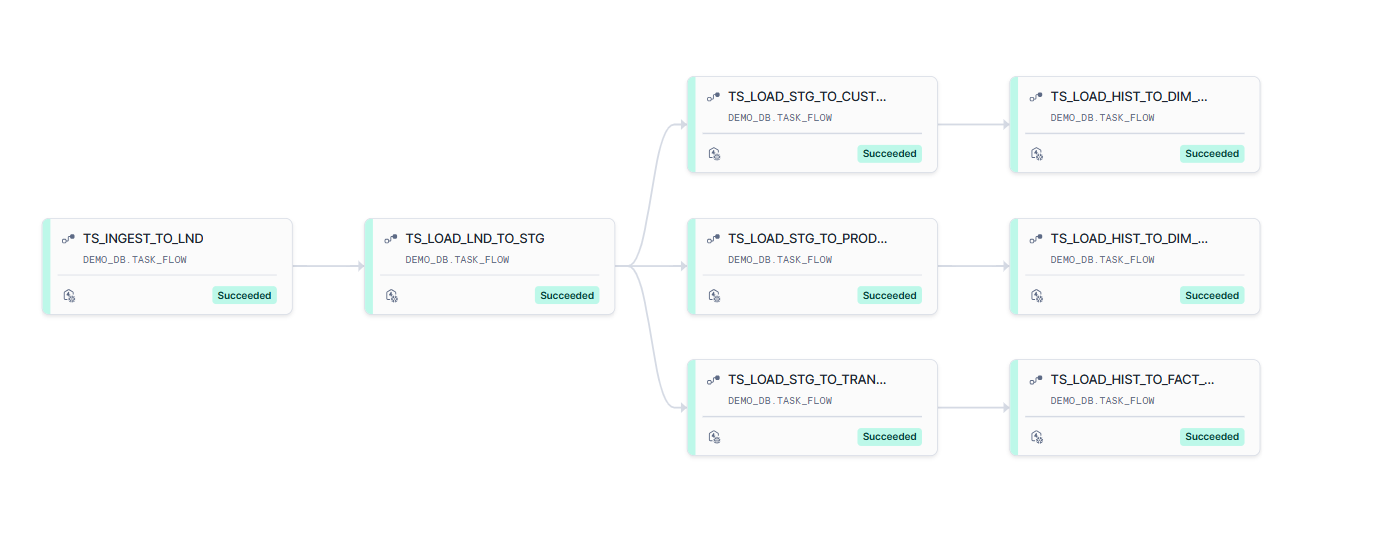 TS_INGEST_TO_LND
DEMO_DB.TASK_FLOW
Succeeded
TS_LOAD_LND_TO_STG
DEMO_DB.TASK_FLOW
Succeeded
TS_LOAD_STG_TO_CUST...
DEMO_DB.TASK_FLOW
Succeeded
TS_LOAD_HIST_TO_DIM_...
DEMO_DB.TASK_FLOW
Succeeded
TS_LOAD_STG_TO_PROD...
DEMO_DB.TASK_FLOW
Succeeded
TS_LOAD_HIST_TO_DIM_...
DEMO_DB.TASK_FLOW
Succeeded
TS_LOAD_STG_TO_TRAN...
DEMO_DB.TASK_FLOW
Succeeded
TS_LOAD_HIST_TO_FACT_...
DEMO_DB.TASK_FLOW
Succeeded